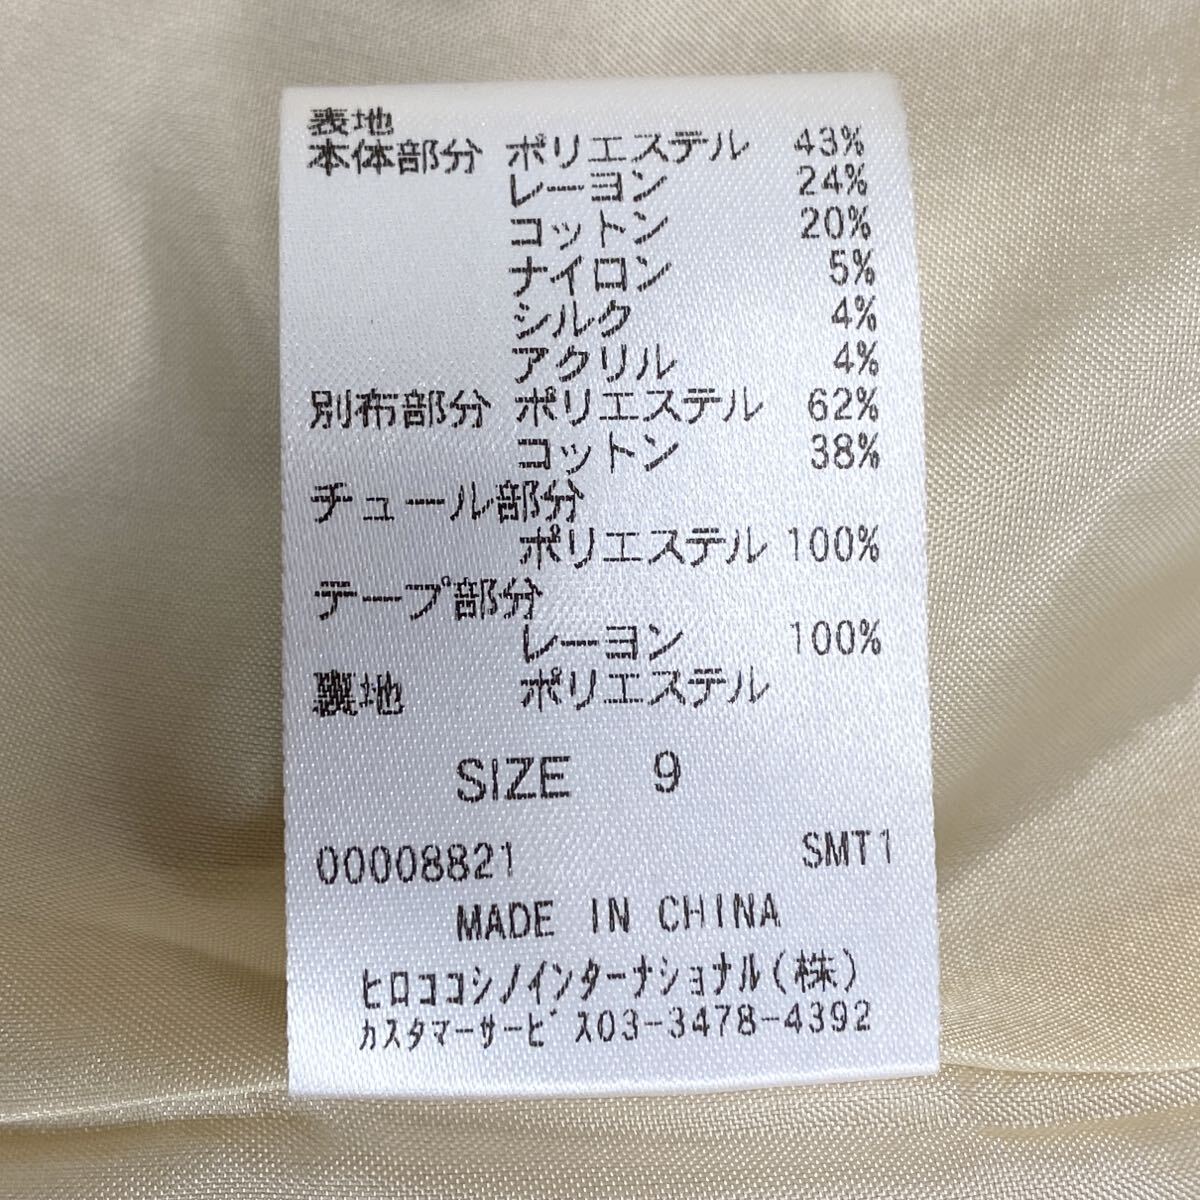 表地
本体部分 ポリエステル 43%
レーヨン 24%
コットン 20%
ナイロン 5%
シルク 4%
アクリル 4%
別布部分 ポリエステル 62%
コットン 38%
チュール部分
ポリエステル 100%
テープ部分
レーヨン 100%
裏地 ポリエステル
SIZE 9
00008821 SMT1
MADE IN CHINA
ヒロココシノインターナショナル(株)
カスタマーサービス03-3478-4392